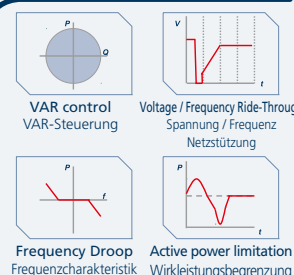 P
Q
VAR control
VAR-Steuerung
V
t
Voltage / Frequency Ride-Throug
Spannung / Frequenz
Netzstützung
P
f
Frequency Droop
Frequenzcharakteristik
P
t
Active power limitation
Wirkleistungsbegrenzung